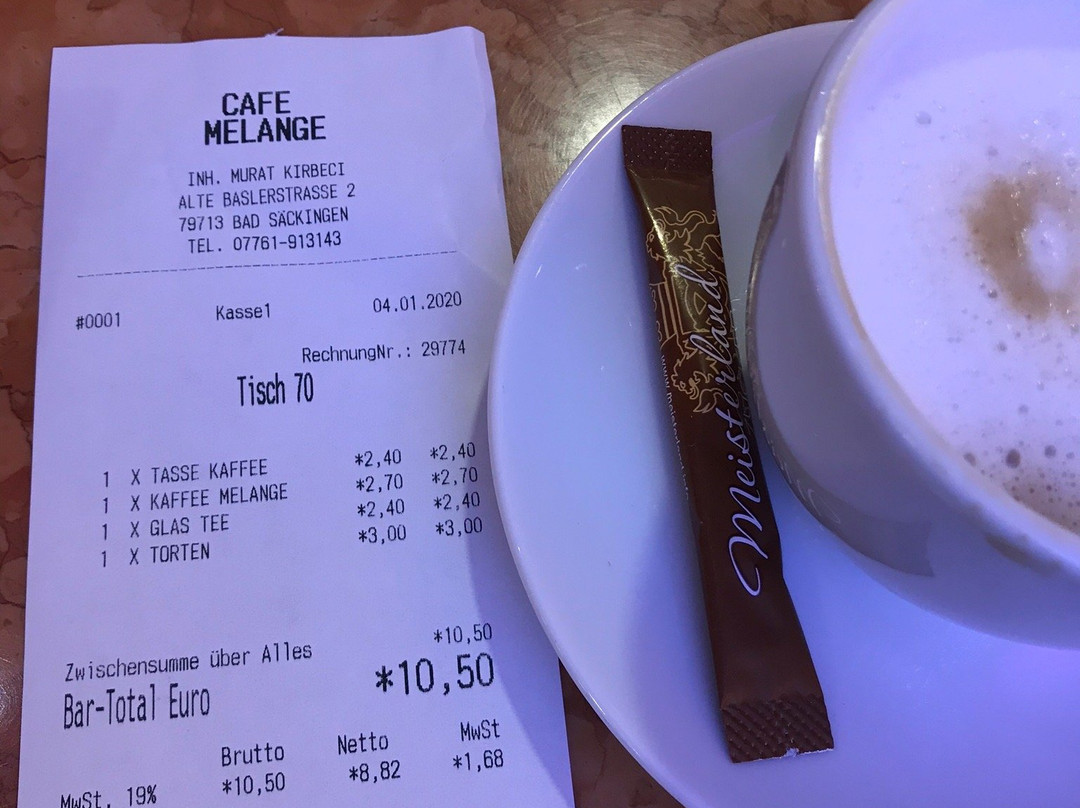 CAFE
MELANGE
INH. MURAT KIRBECI
ALTE BASLERSTRASSE 2
79713 BAD SÄCKINGEN
TEL. 07761-913143
#0001 Kasse1 04.01.2020
RechnungNr.: 29774
Tisch 70
1 X TASSE KAFFEE *2,40 *2,40
1 X KAFFEE MELANGE *2,70 *2,70
1 X GLAS TEE *2,40 *2,40
1 X TORTEN *3,00 *3,00
*10,50
Zwischensumme über Alles
Bar-Total Euro *10,50
Brutto Netto MwSt
MwSt, 19% *10,50 *8,82 *1,68
Meisterland